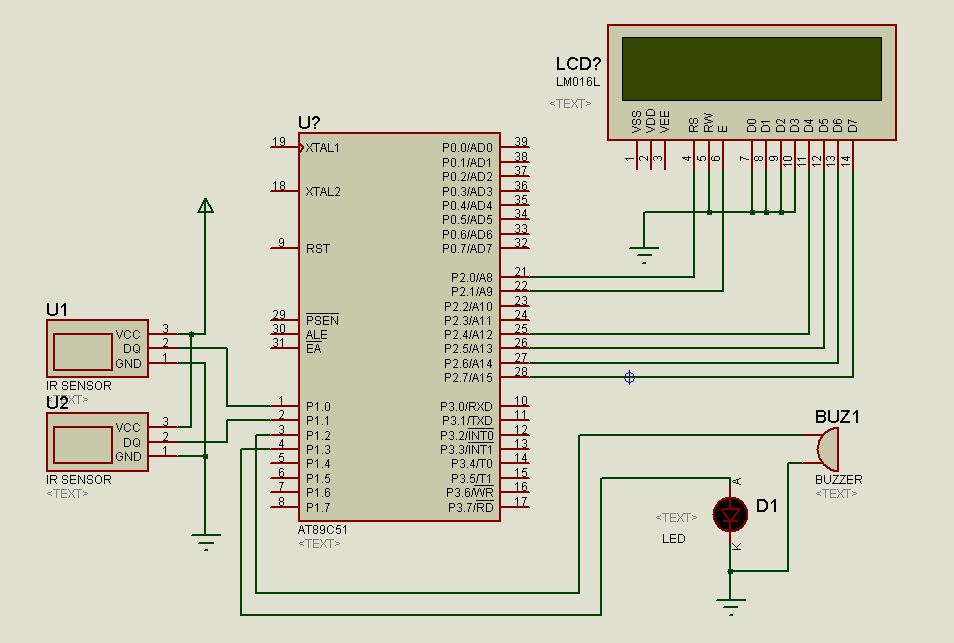 LCD?
LM016L
<TEXT>
VSS VDD VEE RS RW E D0 D1 D2 D3 D4 D5 D6 D7
1 2 3 4 5 6 7 8 9 10 11 12 13 14
U?
19 XTAL1 P0.0/AD0 39
P0.1/AD1 38
P0.2/AD2 37
18 XTAL2 P0.3/AD3 36
P0.4/AD4 35
P0.5/AD5 34
P0.6/AD6 33
9 RST P0.7/AD7 32
P2.0/A8 21
P2.1/A9 22
P2.2/A10 23
29 PSEN P2.3/A11 24
30 ALE P2.4/A12 25
31 EA P2.5/A13 26
P2.6/A14 27
P2.7/A15 28
1 P1.0 P3.0/RXD 10
2 P1.1 P3.1/TXD 11
3 P1.2 P3.2/INT0 12
4 P1.3 P3.3/INT1 13
5 P1.4 P3.4/T0 14
6 P1.5 P3.5/T1 15
7 P1.6 P3.6/WR 16
8 P1.7 P3.7/RD 17
AT89C51
<TEXT>
U1
VCC 3
DQ 2
GND 1
IR SENSOR
<TEXT>
U2
VCC 3
DQ 2
GND 1
IR SENSOR
<TEXT>
BUZ1
BUZZER
<TEXT>
A
D1
<TEXT>
LED
K